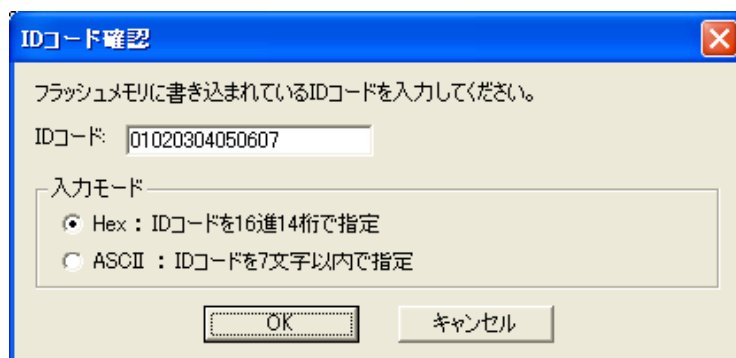 IDコード確認
フラッシュメモリに書き込まれているIDコードを入力してください。
IDコード: 01020304050607
入力モード
Hex : IDコードを16進14桁で指定
ASCII : IDコードを7文字以内で指定
OK キャンセル